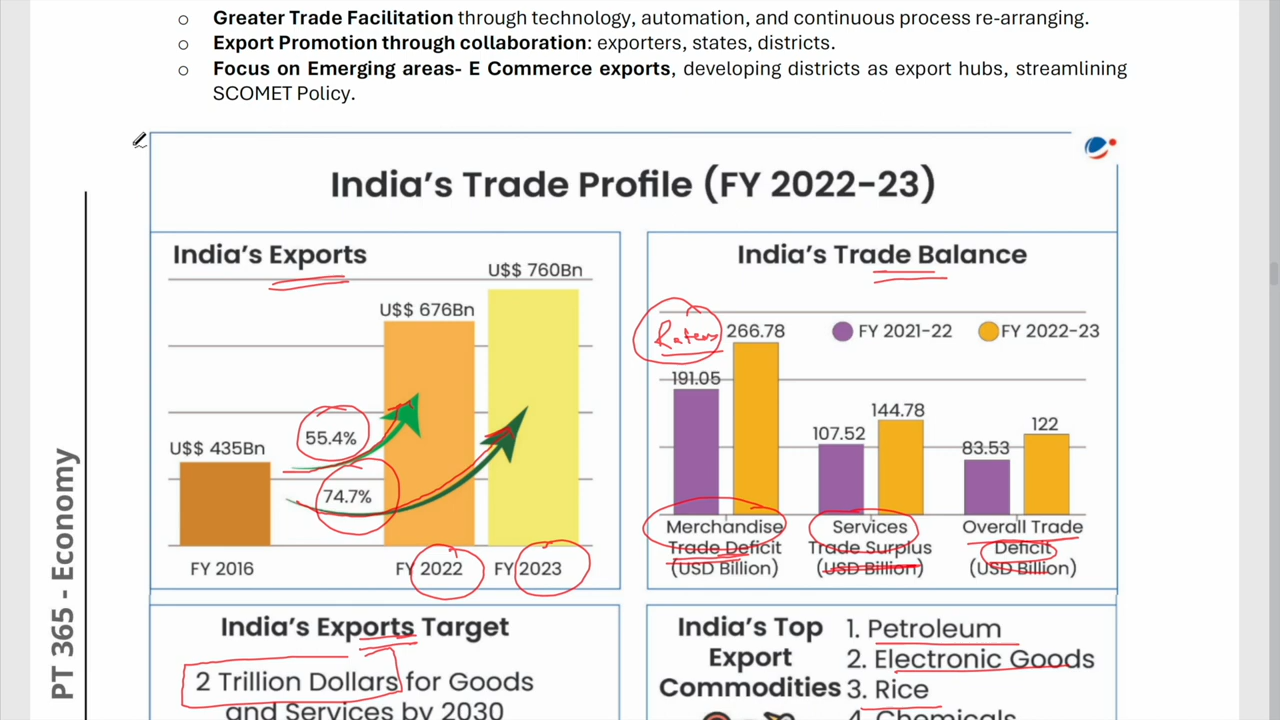 Greater Trade Facilitation through technology, automation, and continuous process re-arranging.
Export Promotion through collaboration: exporters, states, districts.
Focus on Emerging areas- E Commerce exports, developing districts as export hubs, streamlining
SCOMET Policy.
India's Trade Profile (FY 2022-23)
India's Exports
U$$ 760Bn
U$$ 676Bn
55.4%
U$$ 435Bn
74.7%
FY 2016
FY 2022
FY 2023
India's Trade Balance
266.78
FY 2021-22
FY 2022-23
191.05
144.78
107.52
122
83.53
Merchandise
Trade Deficit
(USD Billion)
Services
Trade Surplus
(USD Billion)
Overall Trade
Deficit
(USD Billion)
India's Exports Target
2 Trillion Dollars for Goods
and Services by 2030
India's Top
Export
Commodities
1. Petroleum
2. Electronic Goods
3. Rice
4. Chemicals
PT 365 - Economy